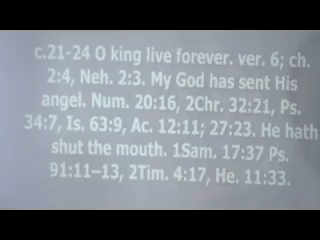 c.21-24 O king live forever. ver. 6; ch.
2:4, Neh. 2:3. My God has sent His
angel. Num. 20:16, 2Chr. 32:21, Ps.
34:7, Is. 63:9, Ac. 12:11; 27:23. He hath
shut the mouth. 1Sam. 17:37 Ps.
91:11–13, 2Tim. 4:17, He. 11:33.